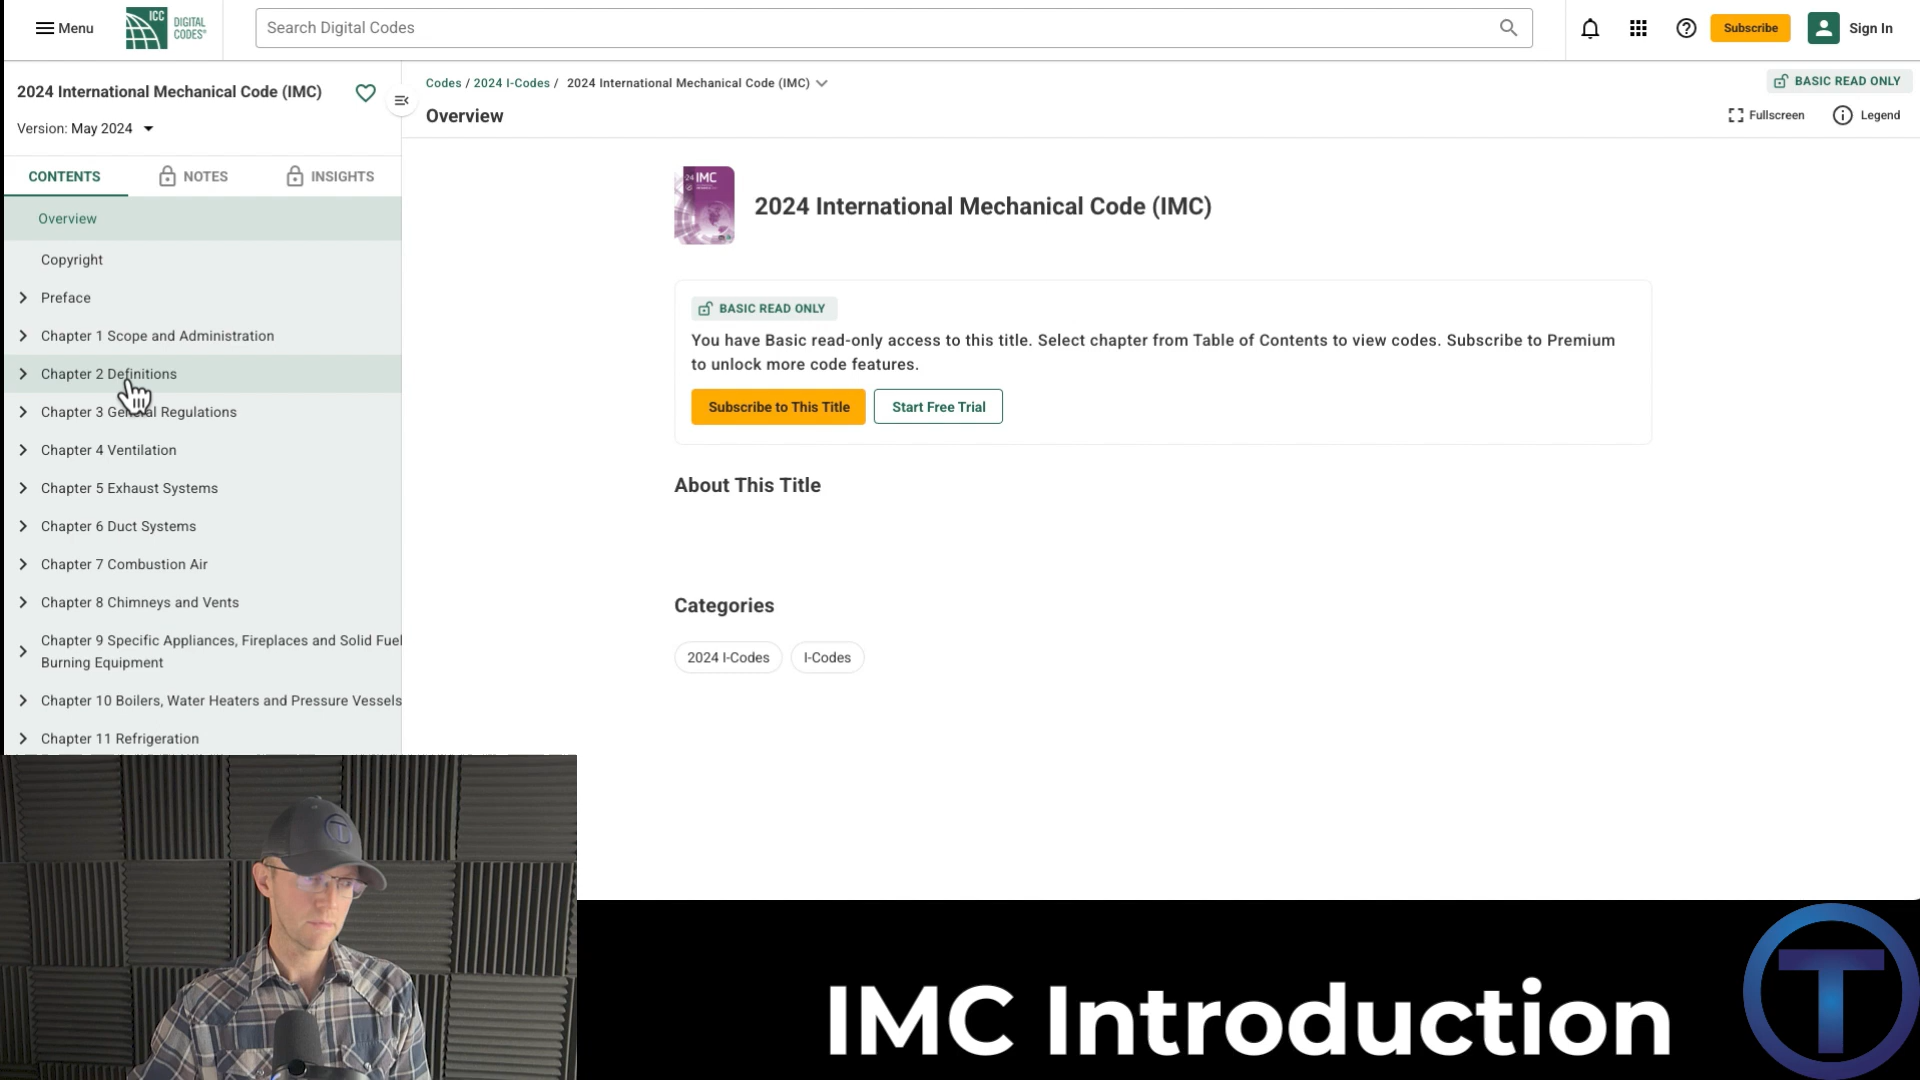 Menu
ICC
DIGITAL
CODES
Search Digital Codes
Subscribe
Sign In
2024 International Mechanical Code (IMC)
Version: May 2024
CONTENTS
NOTES
INSIGHTS
Overview
Copyright
Preface
Chapter 1 Scope and Administration
Chapter 2 Definitions
Chapter 3 General Regulations
Chapter 4 Ventilation
Chapter 5 Exhaust Systems
Chapter 6 Duct Systems
Chapter 7 Combustion Air
Chapter 8 Chimneys and Vents
Chapter 9 Specific Appliances, Fireplaces and Solid Fuel
Burning Equipment
Chapter 10 Boilers, Water Heaters and Pressure Vessels
Chapter 11 Refrigeration
Codes / 2024 I-Codes / 2024 International Mechanical Code (IMC)
BASIC READ ONLY
Overview
Fullscreen
Legend
24 IMC
2024 International Mechanical Code (IMC)
BASIC READ ONLY
You have Basic read-only access to this title. Select chapter from Table of Contents to view codes. Subscribe to Premium
to unlock more code features.
Subscribe to This Title
Start Free Trial
About This Title
Categories
2024 I-Codes
I-Codes
IMC Introduction
T
T